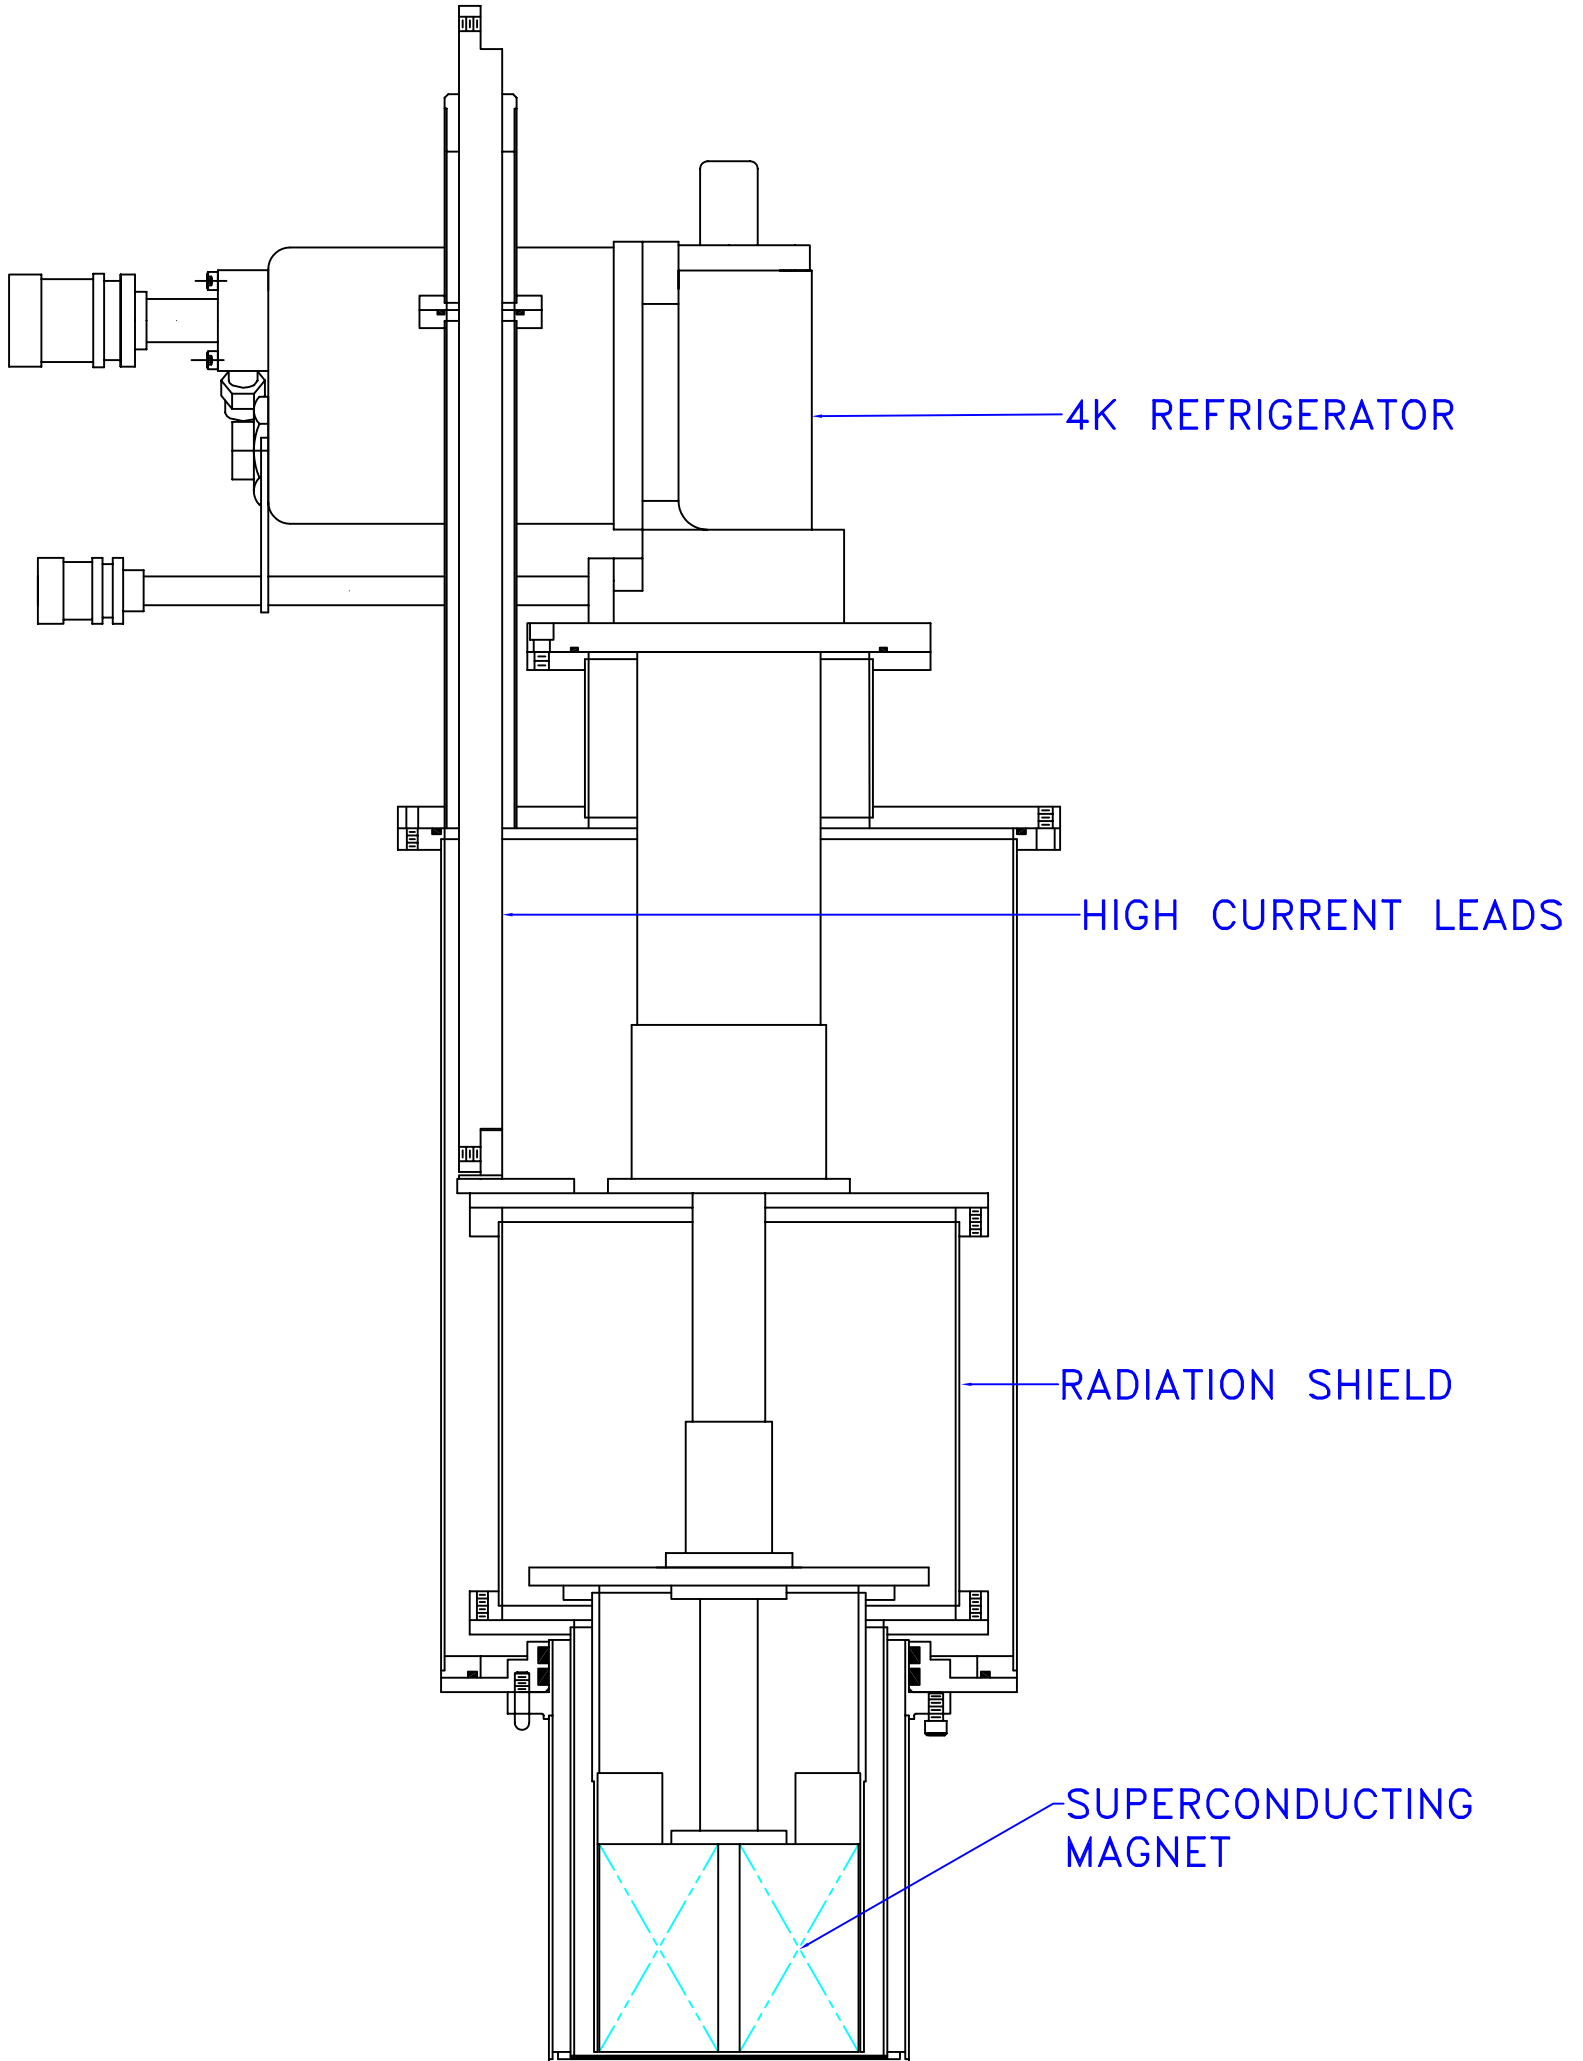 4K REFRIGERATOR
HIGH CURRENT LEADS
RADIATION SHIELD
SUPERCONDUCTING
MAGNET